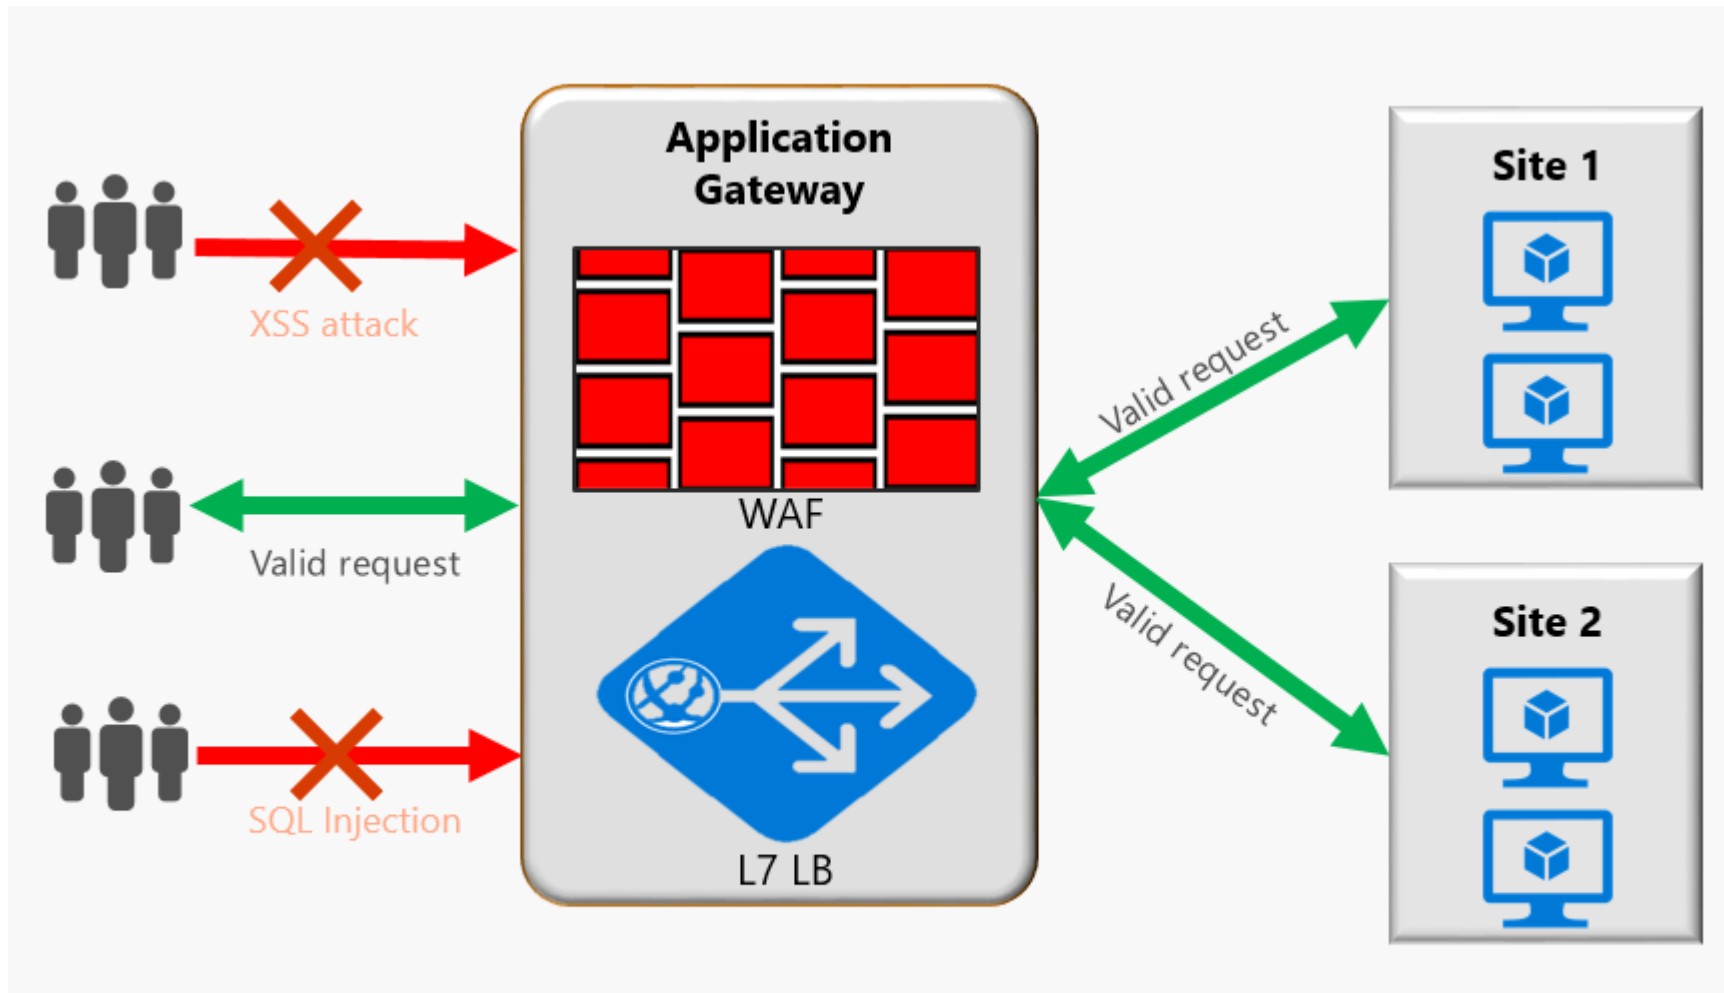 Application
Gateway
XSS attack
Valid request
SQL Injection
WAF
L7 LB
Valid request
Valid request
Site 1
Site 2